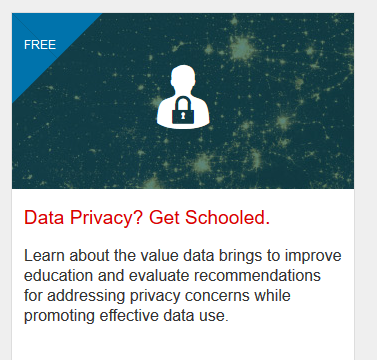 FREE
Data Privacy? Get Schooled.
Learn about the value data brings to improve
education and evaluate recommendations
for addressing privacy concerns while
promoting effective data use.